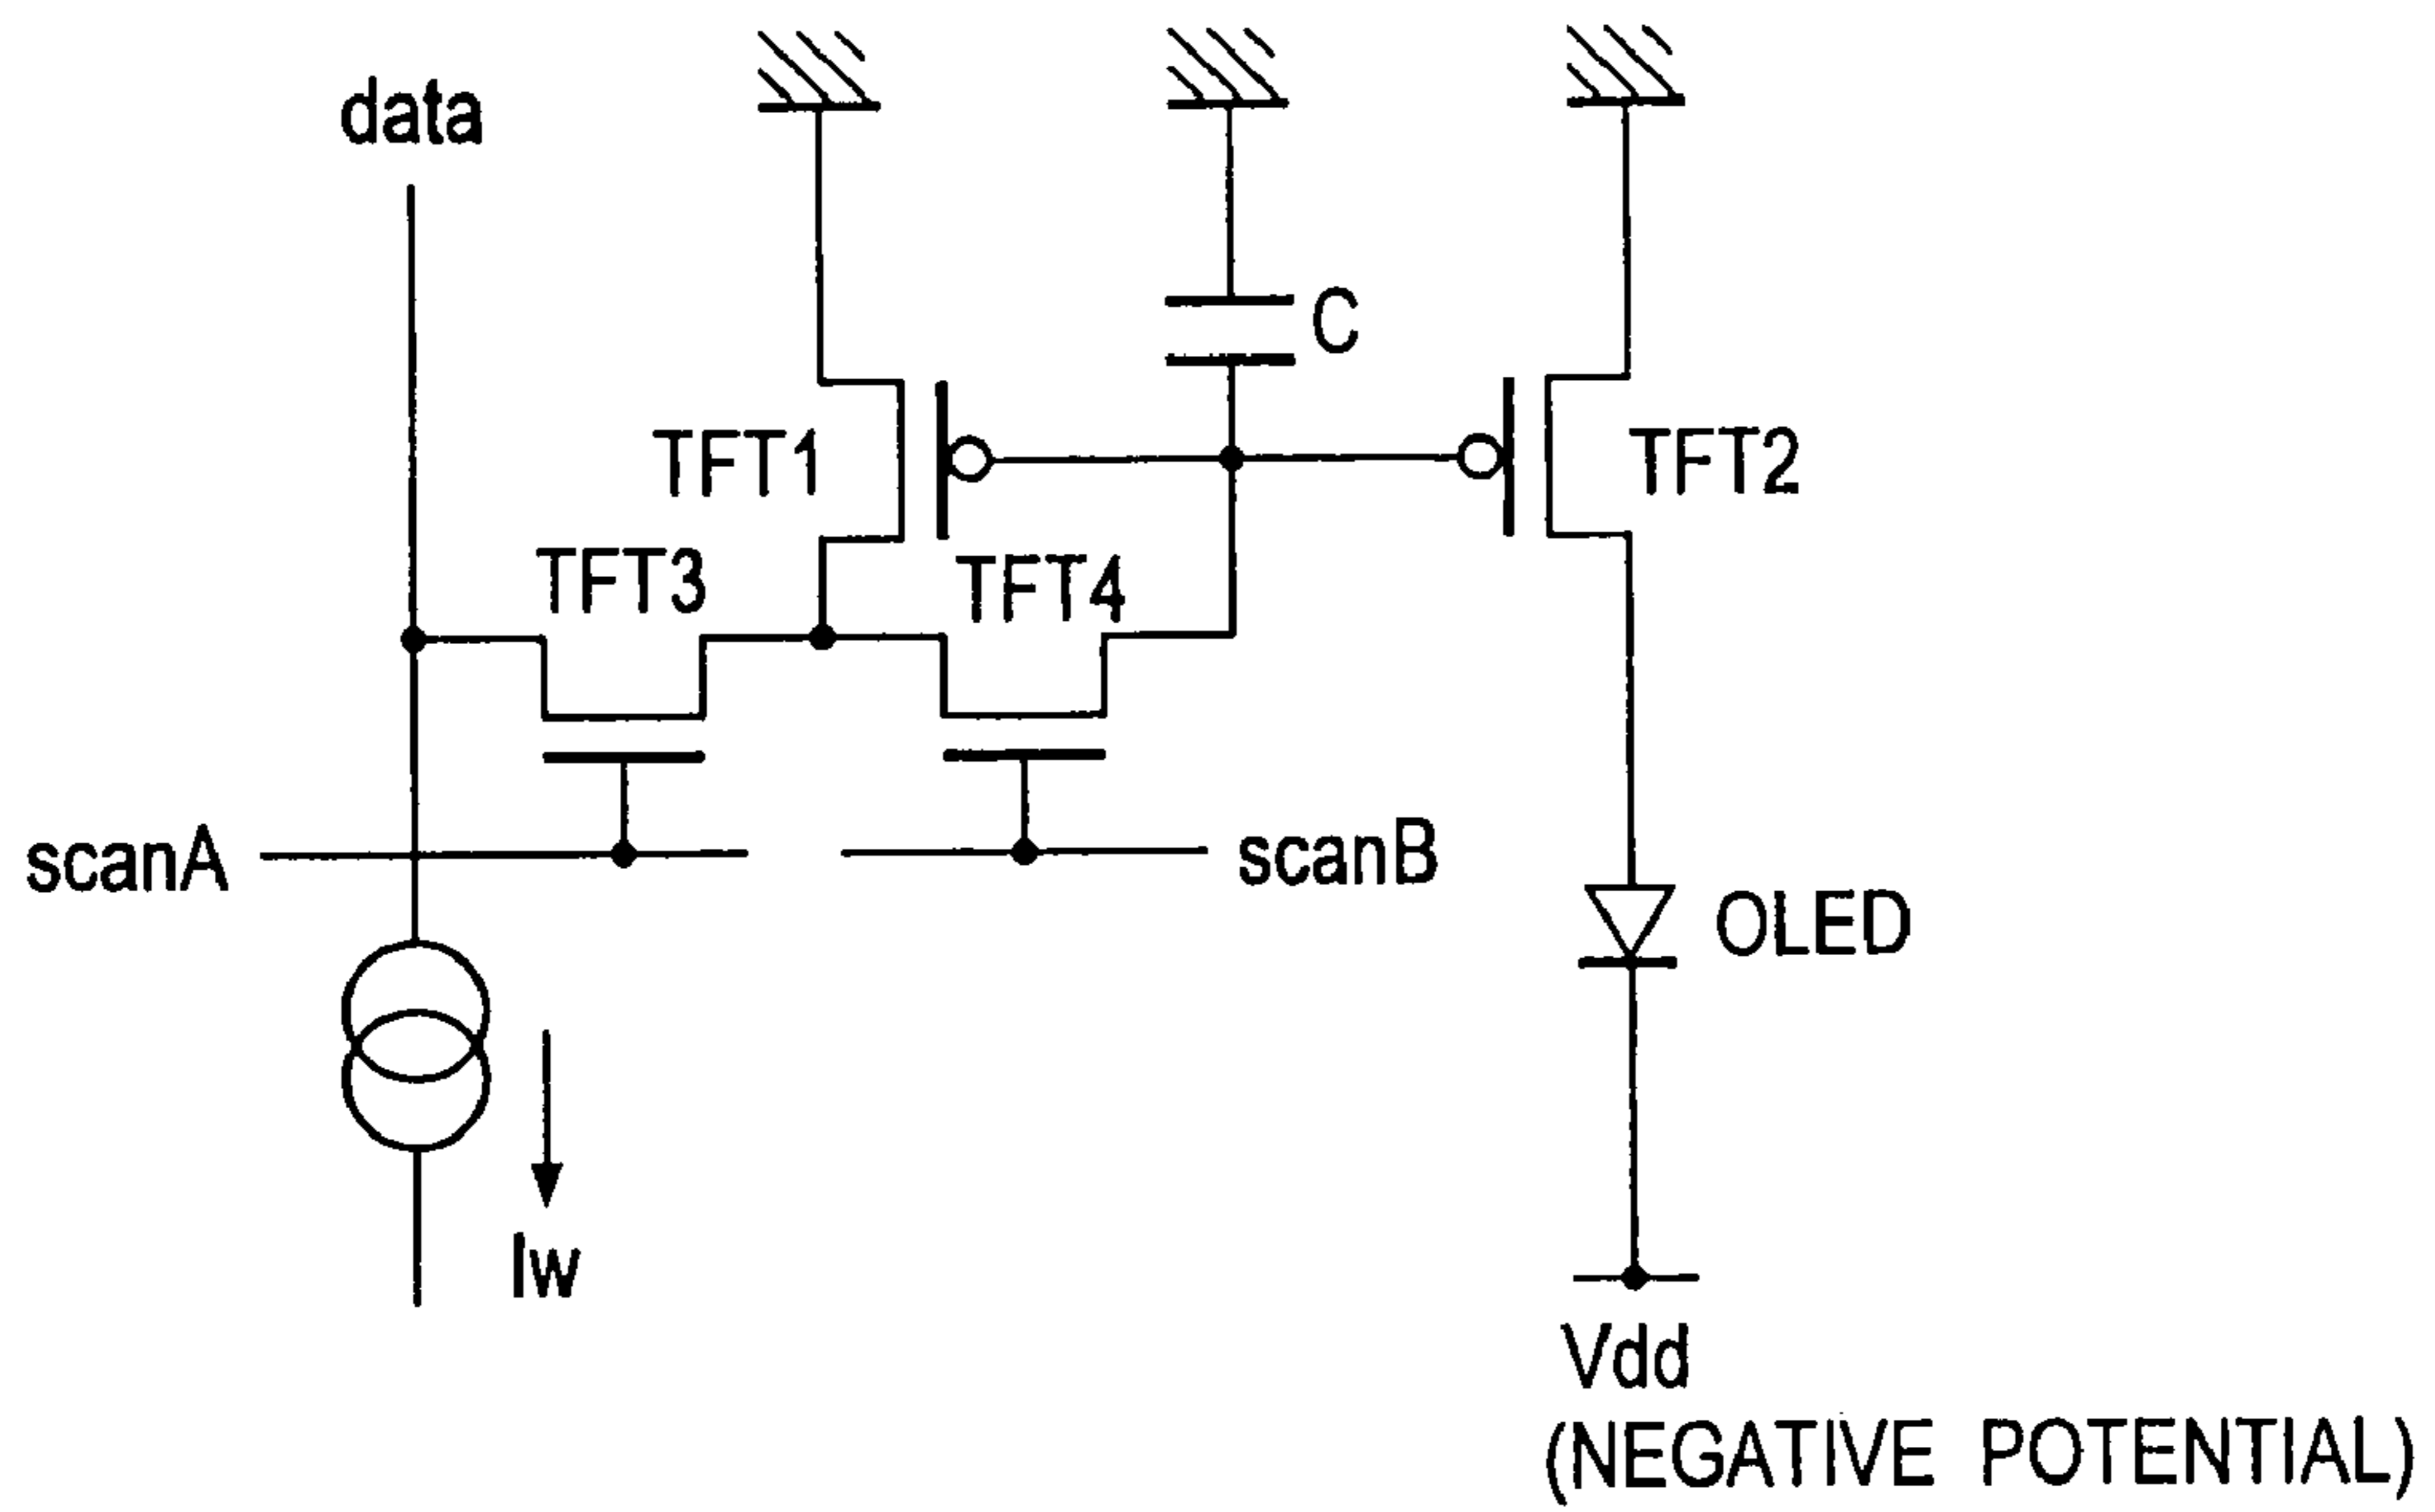 data
C
TFT1
TFT2
TFT3
TFT4
scanA
scanB
OLED
Iw
Vdd
(NEGATIVE POTENTIAL)